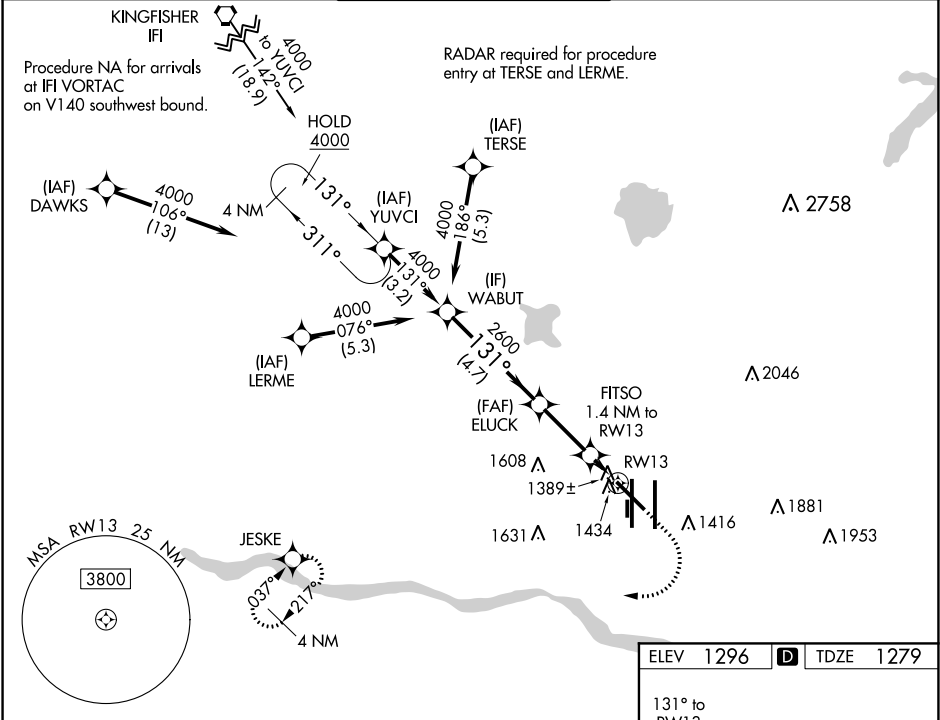 KINGFISHER
IFI
4000
to YUVCI
142°
(18.9)
Procedure NA for arrivals
at IFI VORTAC
on V140 southwest bound.
RADAR required for procedure
entry at TERSE and LERME.
HOLD
4000
(IAF)
TERSE
(IAF)
DAWKS
4000
106°
(13)
4 NM
131°
311°
(IAF)
YUVCI
4000
186°
(5.3)
2758
4000
131°
(3.2)
(IF)
WABUT
4000
076°
(5.3)
(IAF)
LERME
2600
131°
(4.7)
2046
(FAF)
ELUCK
FITSO
1.4 NM to
RW13
1608
RW13
1389±
1434
1416
1881
1631
1953
MSA RW13 25 NM
3800
JESKE
037°
217°
4 NM
ELEV 1296 D TDZE 1279
131° to
RW13